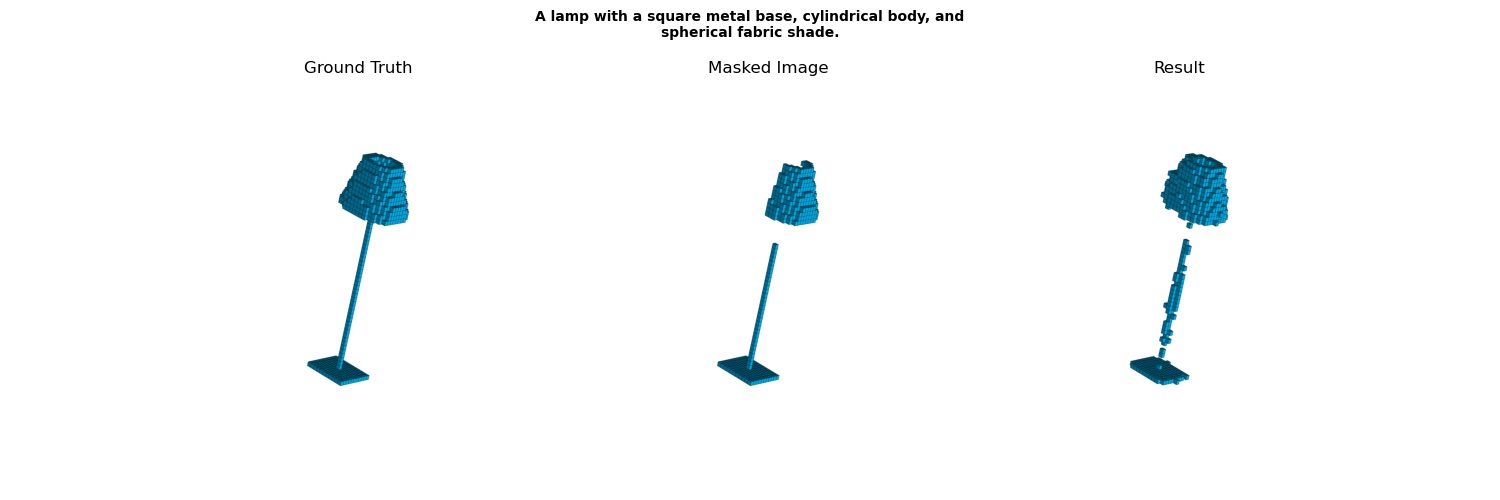 A lamp with a square metal base, cylindrical body, and
spherical fabric shade.
Ground Truth
Masked Image
Result